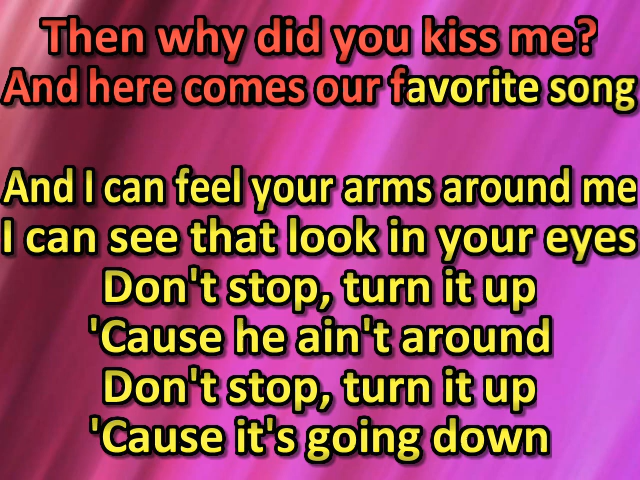 Then why did you kiss me?
And here comes our favorite song
And I can feel your arms around me
I can see that look in your eyes
Don't stop, turn it up
'Cause he ain't around
Don't stop, turn it up
'Cause it's going down